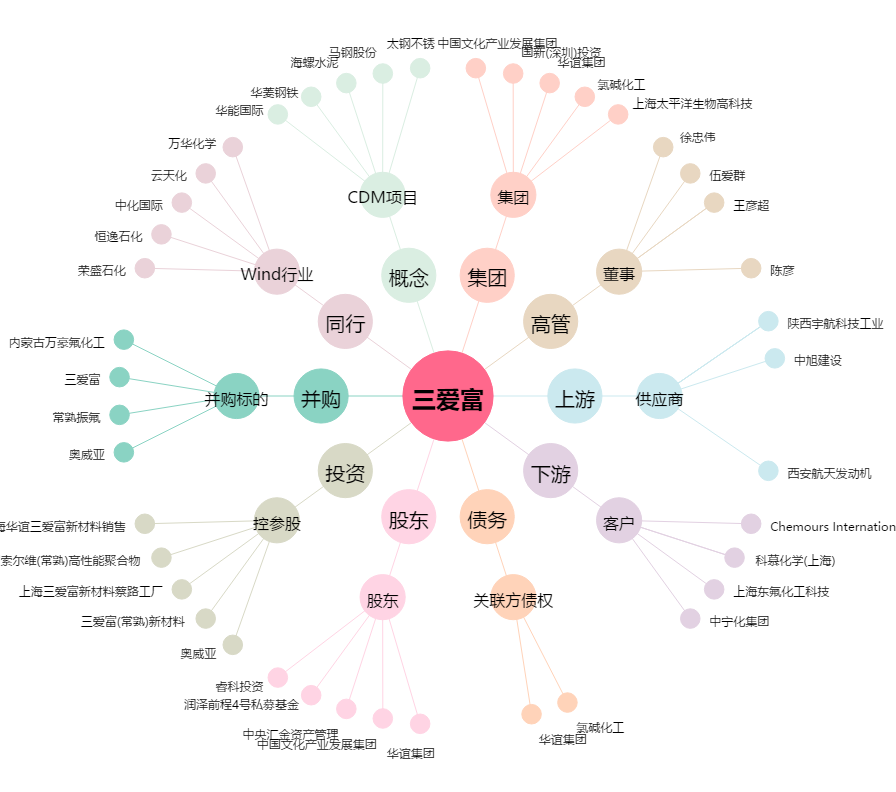 太钢不锈
中国文化产业发展集团
马钢股份
国新(深圳)投资
海螺水泥
华谊集团
华菱钢铁
氯碱化工
华能国际
上海太平洋生物高科技
万华化学
徐忠伟
云天化
伍爱群
CDM项目
集团
中化国际
王彦超
恒逸石化
荣盛石化
Wind行业
概念
集团
董事
陈彦
同行
高管
陕西宇航科技工业
内蒙古万豪氟化工
中旭建设
三爱富
并购标的
并购
三爱富
上游
供应商
常熟振氟
奥威亚
投资
下游
西安航天发动机
海华谊三爱富新材料销售
控参股
股东
债务
客户
Chemours Internation
索尔维(常熟)高性能聚合物
科慕化学(上海)
上海三爱富新材料蔡路工厂
上海东氟化工科技
三爱富(常熟)新材料
股东
关联方债权
中宁化集团
奥威亚
睿科投资
润泽前程4号私募基金
中央汇金资产管理
中国文化产业发展集团
华谊集团
氯碱化工
华谊集团